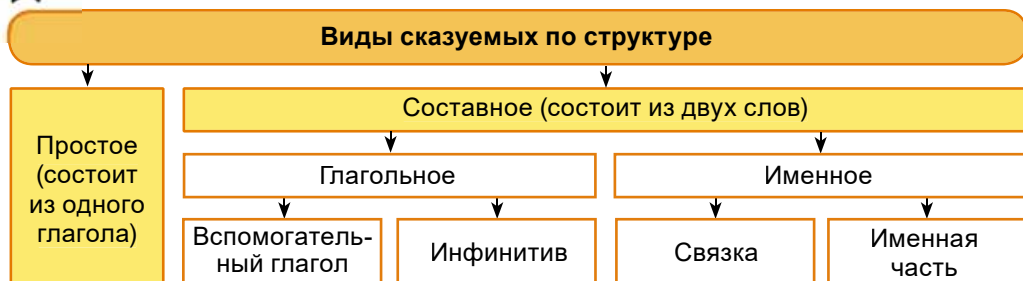 Виды сказуемых по структуре
Простое
(состоит
из одного
глагола)
Составное (состоит из двух слов)
Глагольное
Именное
Вспомогатель-
ный глагол
Инфинитив
Связка
Именная
часть